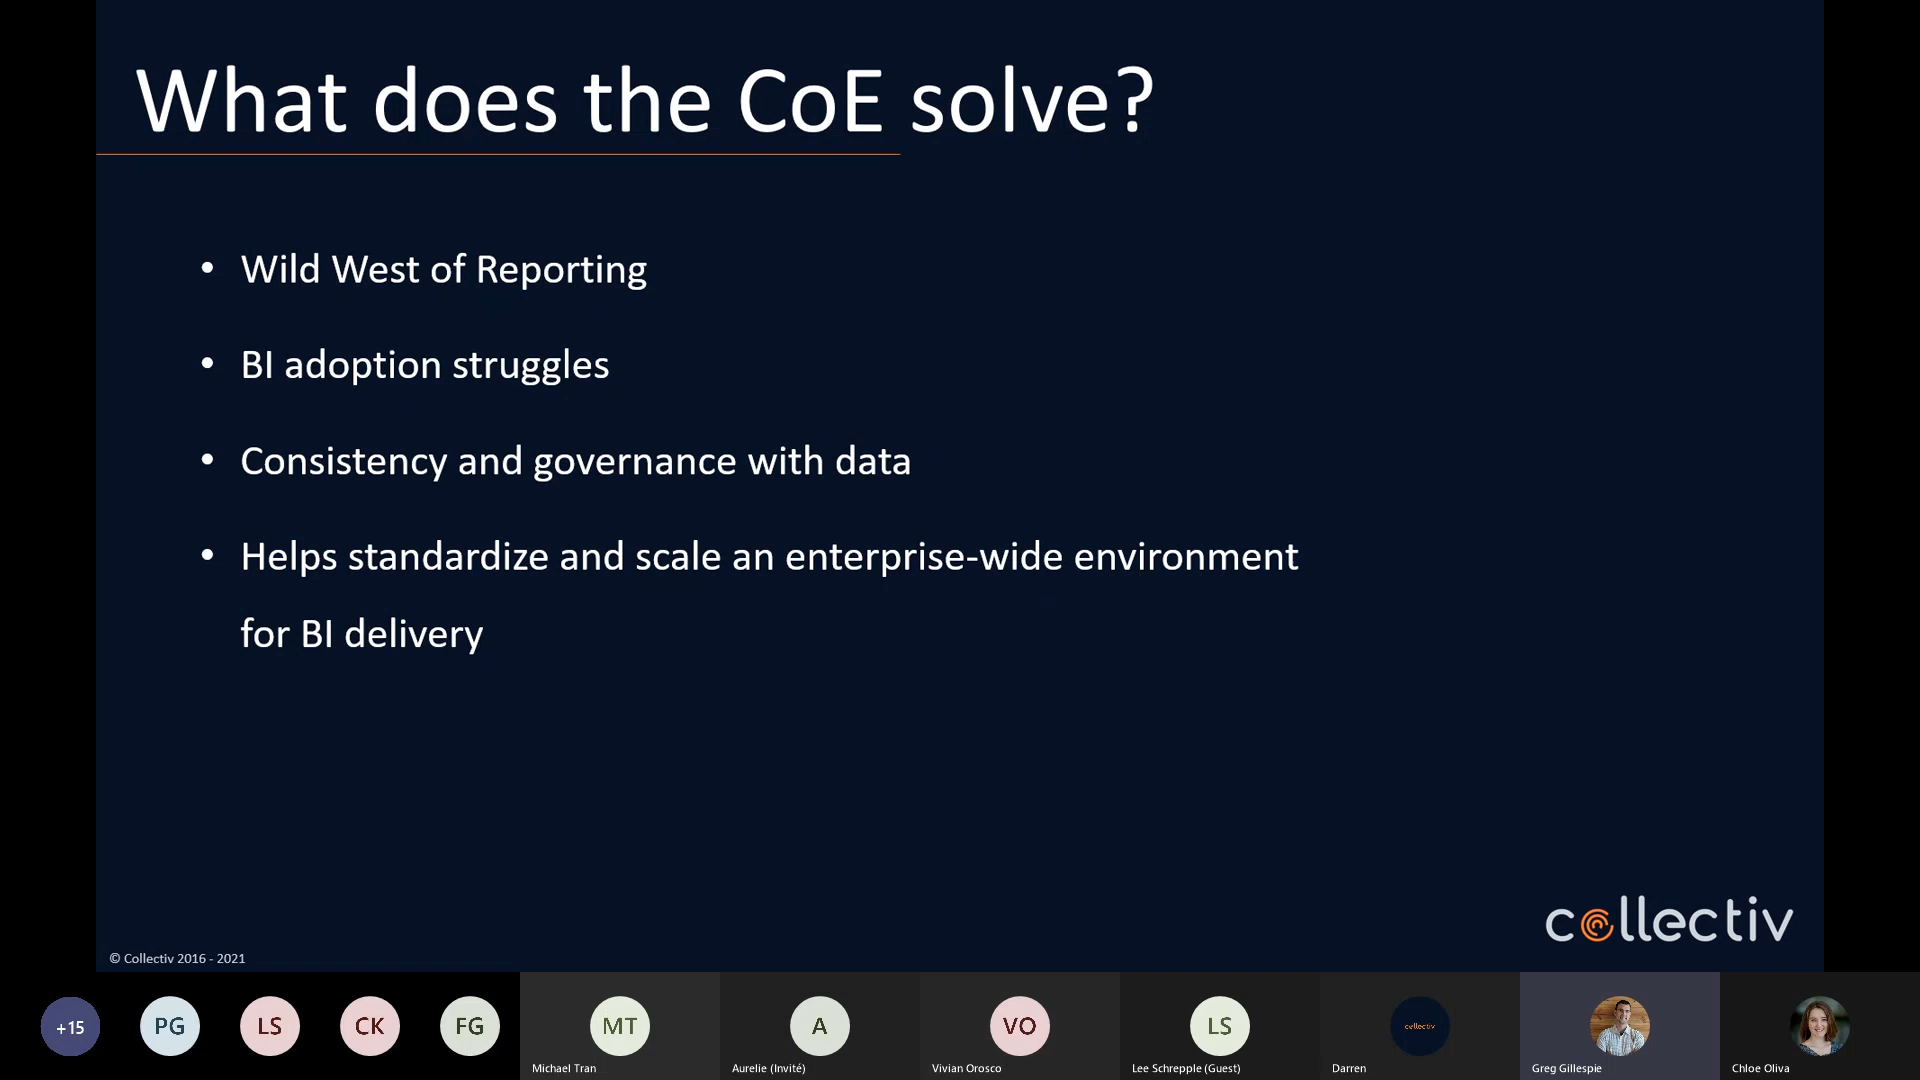 What does the CoE solve?
• Wild West of Reporting
• BI adoption struggles
• Consistency and governance with data
• Helps standardize and scale an enterprise-wide environment
for BI delivery
collectiv
© Collectiv 2016 - 2021
+15
PG
LS
CK
FG
MT
A
VO
LS
collectiv
Michael Tran
Aurelie (Invité)
Vivian Orosco
Lee Schrepple (Guest)
Darren
Greg Gillespie
Chloe Oliva